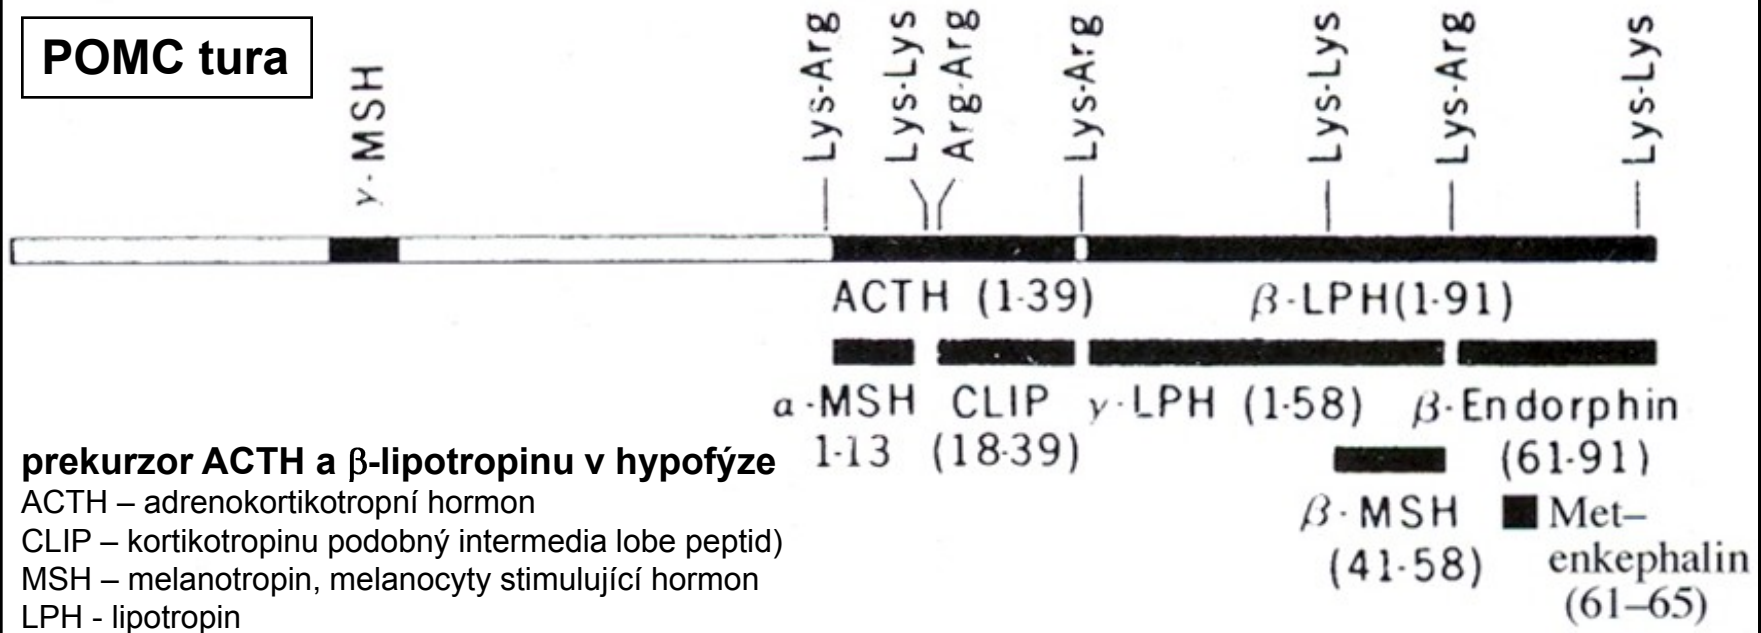 POMC tura
γ-MSH
Lys-Arg
Lys-Lys
Arg-Arg
Lys-Arg
Lys-Lys
Lys-Arg
Lys-Lys
ACTH (1-39)
β-LPH(1-91)
α-MSH
1-13
CLIP
(18-39)
γ-LPH (1-58)
β-Endorphin
(61-91)
β-MSH
(41-58)
Met–
enkephalin
(61–65)
prekurzor ACTH a β-lipotropinu v hypofýze
ACTH – adrenokortikotropní hormon
CLIP – kortikotropinu podobný intermedia lobe peptid)
MSH – melanotropin, melanocyty stimulující hormon
LPH - lipotropin